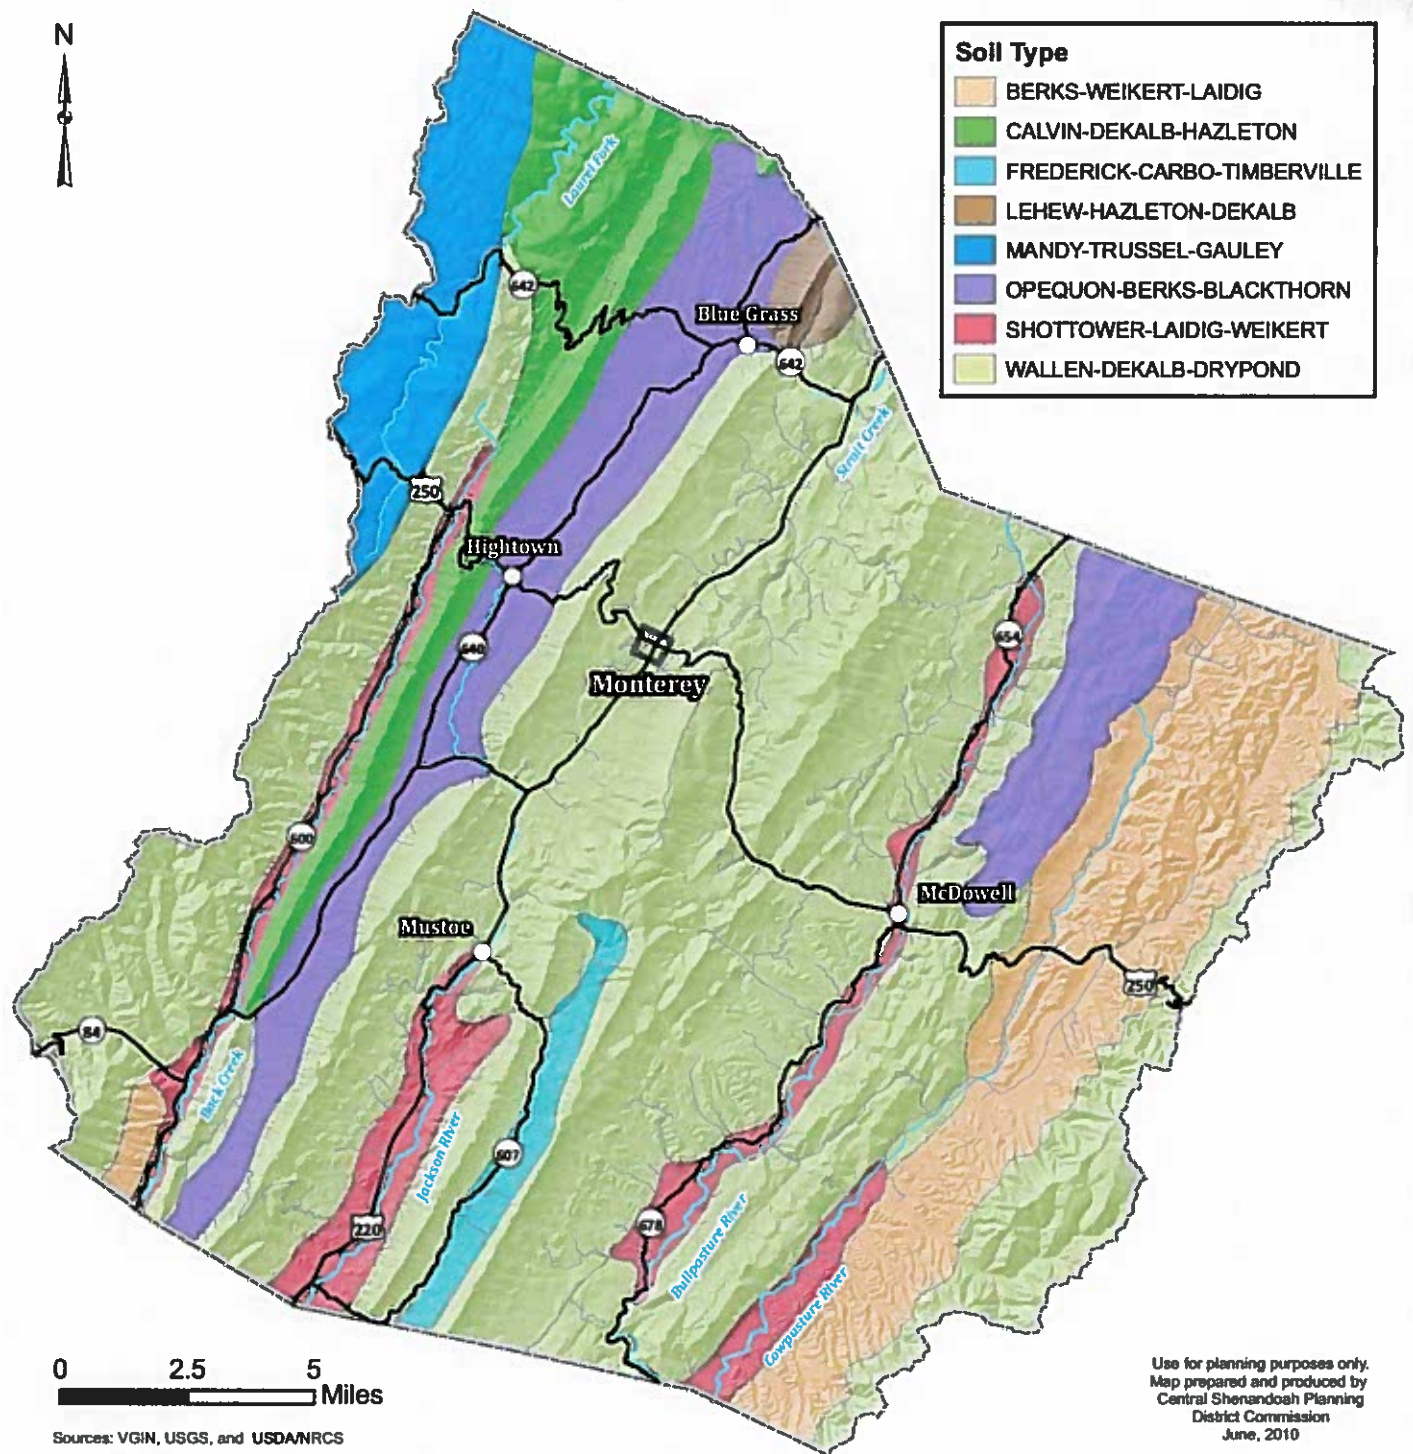 N
Soil Type
BERKS-WEIKERT-LAIDIG
CALVIN-DEKALB-HAZLETON
FREDERICK-CARBO-TIMBERVILLE
LEHEW-HAZLETON-DEKALB
MANDY-TRUSSEL-GAULEY
OPEQUON-BERKS-BLACKTHORN
SHOTTOWER-LAIDIG-WEIKERT
WALLEN-DEKALB-DRYPOND
Laurel Fork
642
Blue Grass
642
Strait Creek
250
Hightown
640
654
Monterey
600
McDowell
Mustoe
250
84
Back Creek
Jackson River
607
220
678
Bullpasture River
Cowpasture River
0 2.5 5
Miles
Sources: VGIN, USGS, and USDA/NRCS
Use for planning purposes only.
Map prepared and produced by
Central Shenandoah Planning
District Commission
June, 2010